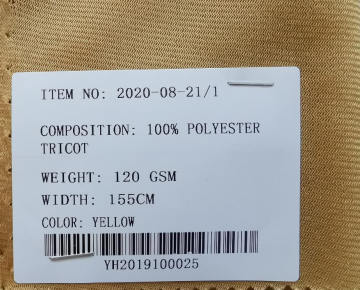 ITEM NO: 2020-08-21/1
COMPOSITION: 100% POLYESTER
TRICOT
WEIGHT: 120 GSM
WIDTH: 155CM
COLOR: YELLOW
YH2019100025